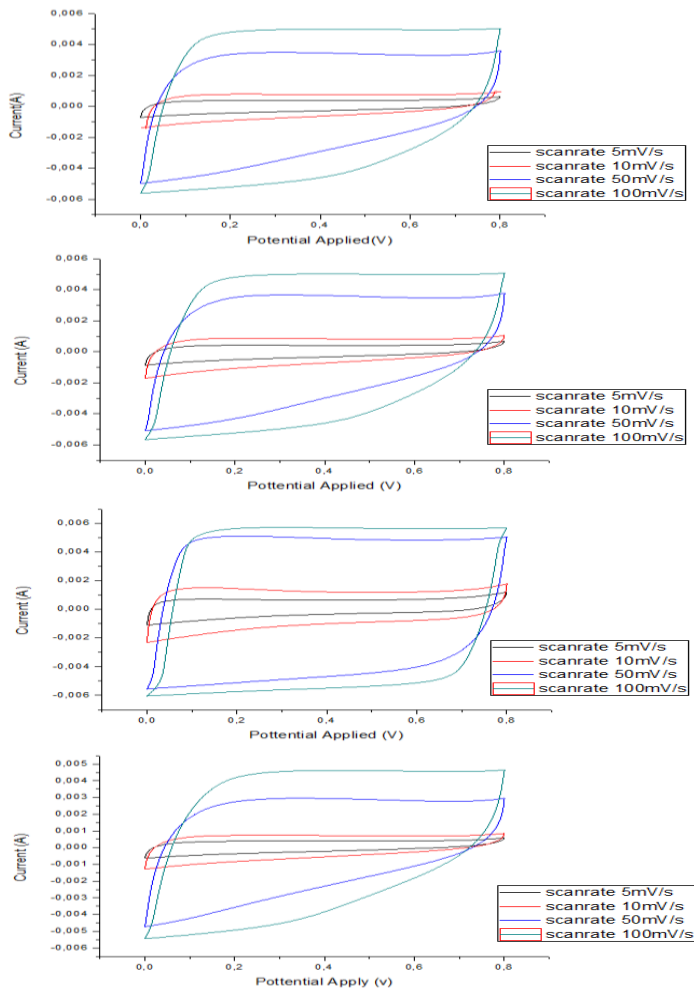 0,006
0,004
0,002
0,000
-0,002
-0,004
-0,006
Current(A)
0,0 0,2 0,4 0,6 0,8
Potential Applied(V)
scanrate 5mV/s
scanrate 10mV/s
scanrate 50mV/s
scanrate 100mV/s
0,006
0,004
0,002
0,000
-0,002
-0,004
-0,006
Current (A)
0,0 0,2 0,4 0,6 0,8
Pottential Applied (V)
scanrate 5mV/s
scanrate 10mV/s
scanrate 50mV/s
scanrate 100mV/s
0,006
0,004
0,002
0,000
-0,002
-0,004
-0,006
Current (A)
0,0 0,2 0,4 0,6 0,8
Pottential Applied (V)
scanrate 5mV/s
scanrate 10mV/s
scanrate 50mV/s
scanrate 100mV/s
0,005
0,004
0,003
0,002
0,001
0,000
-0,001
-0,002
-0,003
-0,004
-0,005
-0,006
Current (A)
0,0 0,2 0,4 0,6 0,8
Pottential Apply (v)
scanrate 5mV/s
scanrate 10mV/s
scanrate 50mV/s
scanrate 100mV/s